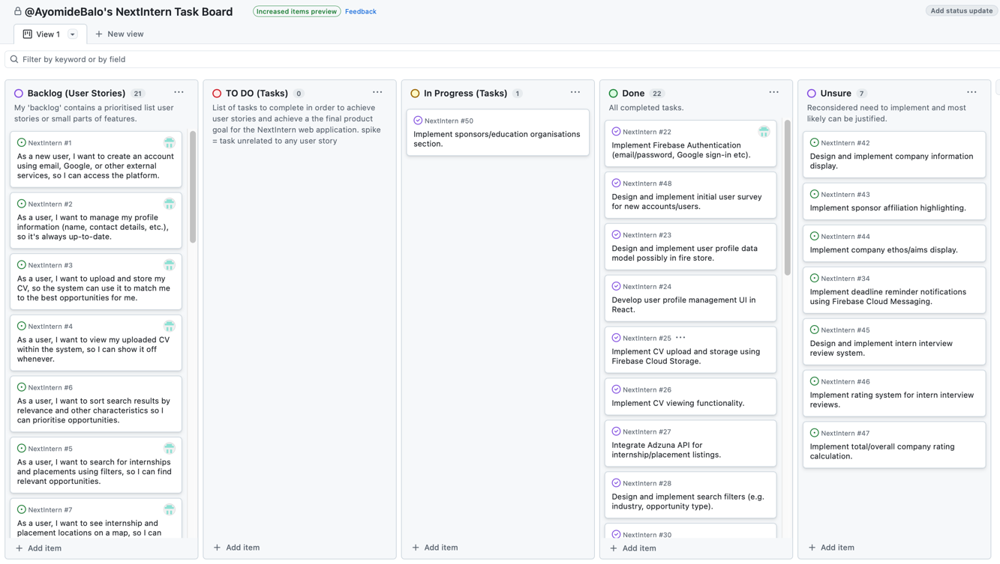 @AyomideBalo's NextIntern Task Board
Increased items preview
Feedback
Add status update
View 1
New view
Filter by keyword or by field
Backlog (User Stories) 21
My 'backlog' contains a prioritised list user
stories or small parts of features.
NextIntern #1
As a new user, I want to create an account
using email, Google, or other external
services, so I can access the platform.
NextIntern #2
As a user, I want to manage my profile
information (name, contact details, etc.),
so it's always up-to-date.
NextIntern #3
As a user, I want to upload and store my
CV, so the system can use it to match me
to the best opportunities for me.
NextIntern #4
As a user, I want to view my uploaded CV
within the system, so I can show it off
whenever.
NextIntern #6
As a user, I want to sort search results by
relevance and other characteristics so I
can prioritise opportunities.
NextIntern #5
As a user, I want to search for internships
and placements using filters, so I can find
relevant opportunities.
NextIntern #7
As a user, I want to see internship and
placement locations on a map, so I can
Add item
TO DO (Tasks) 0
List of tasks to complete in order to achieve
user stories and achieve a the final product
goal for the NextIntern web application. spike
= task unrelated to any user story
Add item
In Progress (Tasks) 1
NextIntern #50
Implement sponsors/education organisations
section.
Add item
Done 22
All completed tasks.
NextIntern #22
Implement Firebase Authentication
(email/password, Google sign-in etc).
NextIntern #48
Design and implement initial user survey
for new accounts/users.
NextIntern #23
Design and implement user profile data
model possibly in fire store.
NextIntern #24
Develop user profile management UI in
React.
NextIntern #25
Implement CV upload and storage using
Firebase Cloud Storage.
NextIntern #26
Implement CV viewing functionality.
NextIntern #27
Integrate Adzuna API for
internship/placement listings.
NextIntern #28
Design and implement search filters (e.g.
industry, opportunity type).
NextIntern #30
Add item
Unsure 7
Reconsidered need to implement and most
likely can be justified.
NextIntern #42
Design and implement company information
display.
NextIntern #43
Implement sponsor affiliation highlighting.
NextIntern #44
Implement company ethos/aims display.
NextIntern #34
Implement deadline reminder notifications
using Firebase Cloud Messaging.
NextIntern #45
Design and implement intern interview
review system.
NextIntern #46
Implement rating system for intern interview
reviews.
NextIntern #47
Implement total/overall company rating
calculation.
Add item